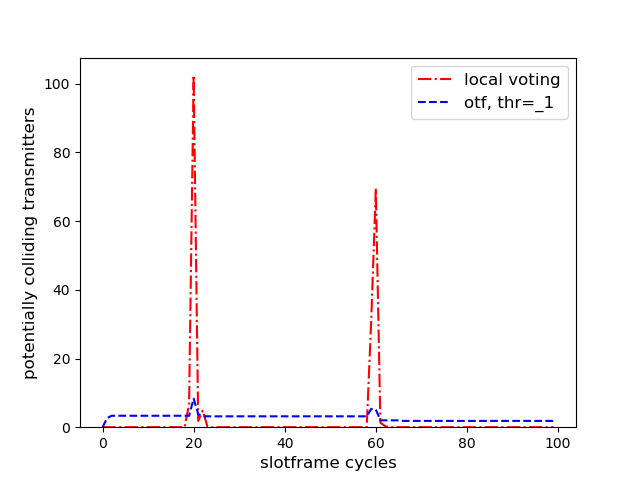 local voting
otf, thr=_1
potentially colliding transmitters
100
80
60
40
20
0
0 20 40 60 80 100
slotframe cycles